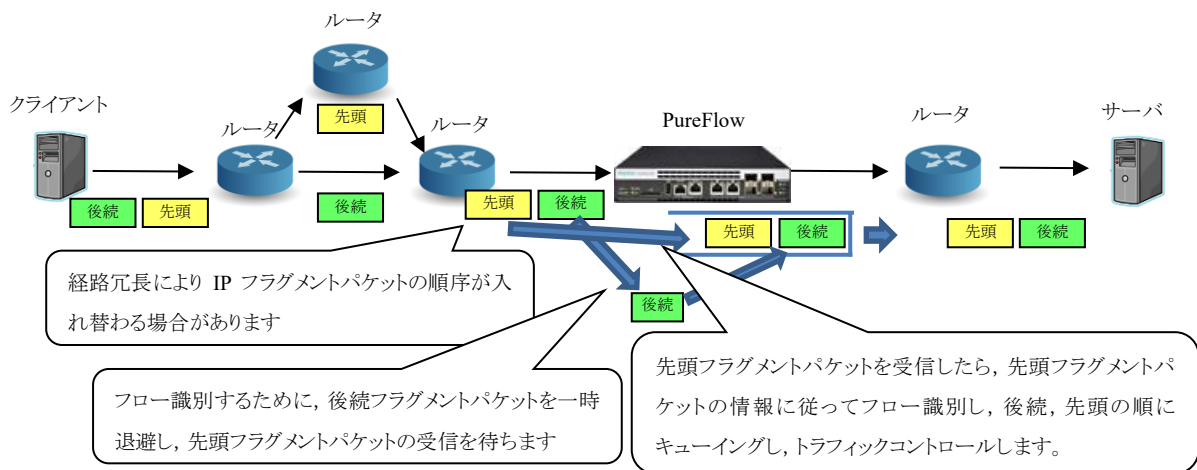 ルータ
クライアント
ルータ
先頭
ルータ
PureFlow
ルータ
サーバ
後続 先頭
後続
先頭 後続
先頭 後続
先頭 後続
後続
経路冗長により IP フラグメントパケットの順序が入
れ替わる場合があります
フロー識別するために, 後続フラグメントパケットを一時
退避し, 先頭フラグメントパケットの受信を待ちます
先頭フラグメントパケットを受信したら, 先頭フラグメントパ
ケットの情報に従ってフロー識別し, 後続, 先頭の順に
キューイングし, トラフィックコントロールします。